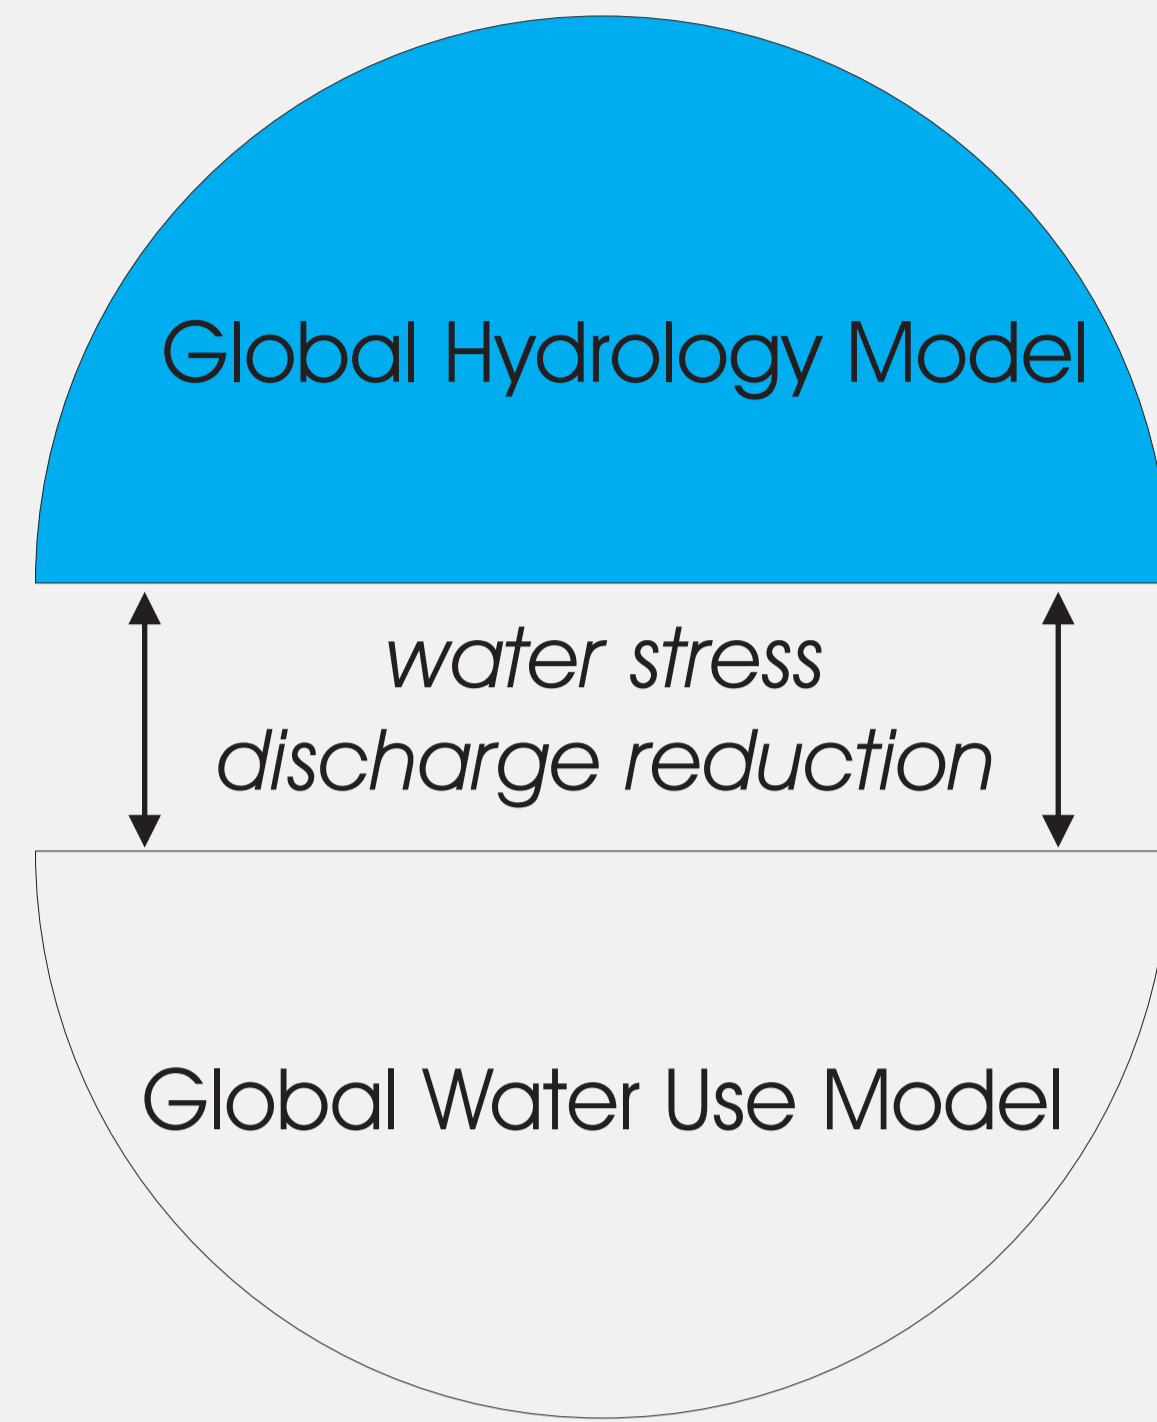 Global Hydrology Model
water stress
discharge reduction
Global Water Use Model